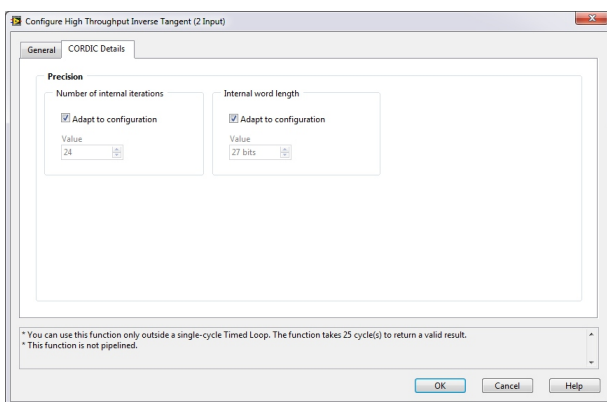 Configure High Throughput Inverse Tangent (2 Input)
General
CORDIC Details
Precision
Number of internal iterations
Internal word length
Adapt to configuration
Adapt to configuration
Value
Value
24
27 bits
* You can use this function only outside a single-cycle Timed Loop. The function takes 25 cycle(s) to return a valid result.
* This function is not pipelined.
OK
Cancel
Help